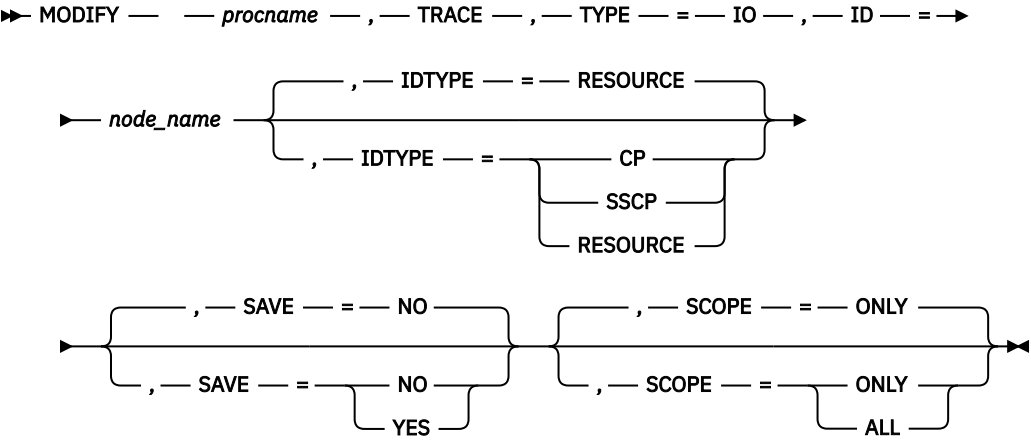 MODIFY procname , TRACE , TYPE = IO , ID =
, IDTYPE = RESOURCE
node_name
, IDTYPE = CP
SSCP
RESOURCE
, SAVE = NO , SCOPE = ONLY
, SAVE = NO , SCOPE = ONLY
YES ALL